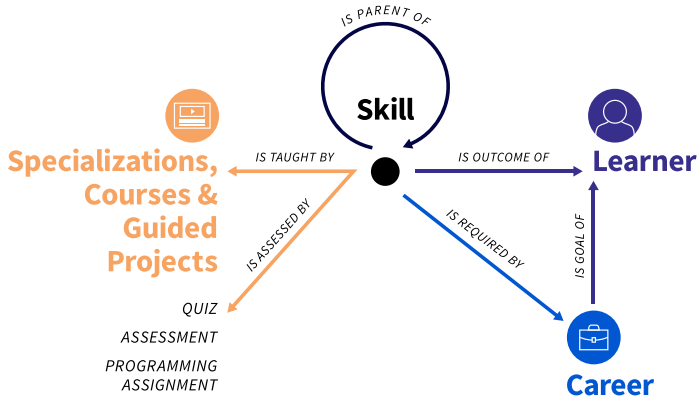 IS PARENT OF
Skill
Specializations,
Courses &
Guided
Projects
IS TAUGHT BY
IS OUTCOME OF
Learner
IS ASSESSED BY
IS REQUIRED BY
IS GOAL OF
QUIZ
ASSESSMENT
PROGRAMMING
ASSIGNMENT
Career